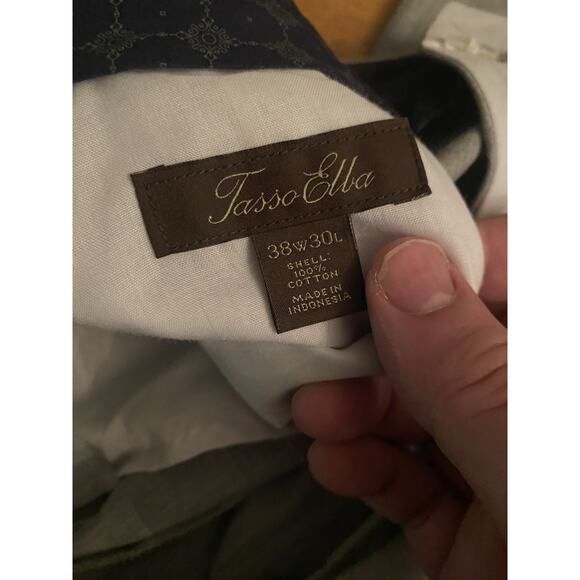 Tasso Elba
38W30L
SHELL:
100%
COTTON
MADE IN
INDONESIA